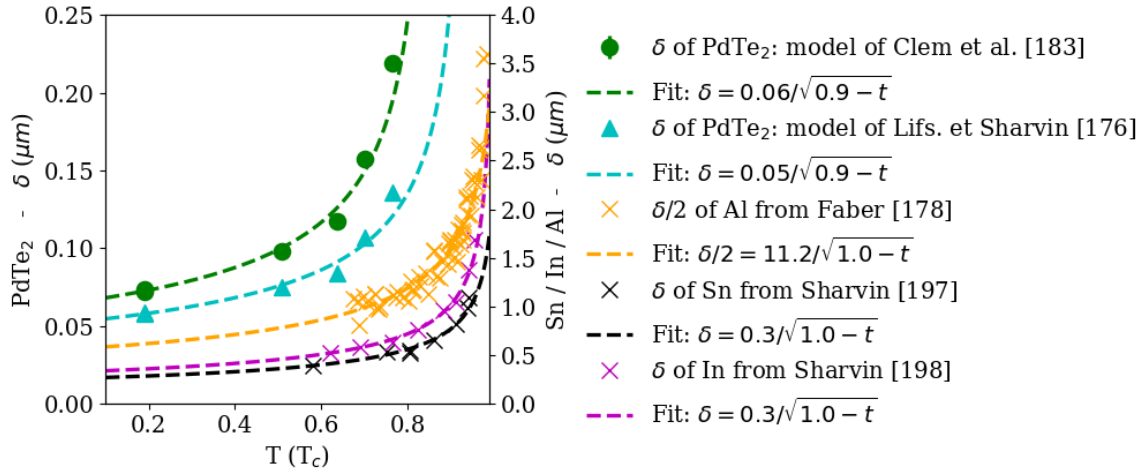 0.25
0.20
0.15
0.10
0.05
0.00
PdTe₂ - δ (μm)
0.2
0.4
0.6
0.8
T (T_c)
4.0
3.5
3.0
2.5
2.0
1.5
1.0
0.5
0.0
Sn / In / Al - δ (μm)
δ of PdTe₂: model of Clem et al. [183]
Fit: δ = 0.06/√0.9 − t
δ of PdTe₂: model of Lifs. et Sharvin [176]
Fit: δ = 0.05/√0.9 − t
δ/2 of Al from Faber [178]
Fit: δ/2 = 11.2/√1.0 − t
δ of Sn from Sharvin [197]
Fit: δ = 0.3/√1.0 − t
δ of In from Sharvin [198]
Fit: δ = 0.3/√1.0 − t